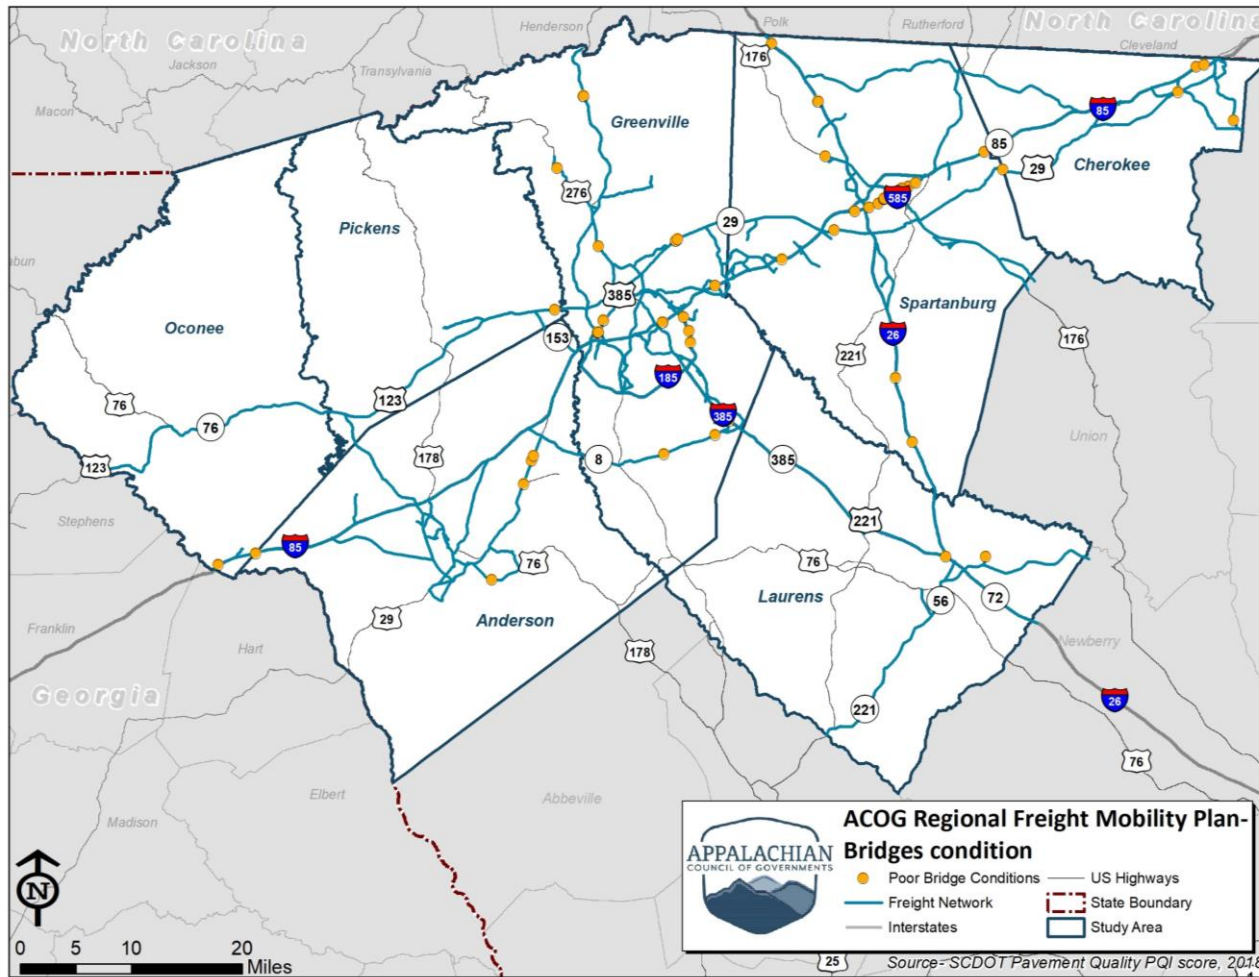 North Carolina
North Carolina
Henderson
Polk
Rutherford
Cleveland
Jackson
Transylvania
Macon
176
Greenville
85
85
Cherokee
29
276
585
Pickens
29
abun
385
Oconee
Spartanburg
153
26
176
221
185
123
76
385
76
Union
8
385
178
123
Stephens
221
85
76
76
Laurens
56
72
Franklin
29
Anderson
Newberry
Hart
178
Georgia
26
221
76
Elbert
Abbeville
Madison
N
0 5 10 20
Miles
APPALACHIAN
COUNCIL OF GOVERNMENTS
ACOG Regional Freight Mobility Plan-
Bridges condition
Poor Bridge Conditions
US Highways
Freight Network
State Boundary
Interstates
Study Area
25
Source- SCDOT Pavement Quality PQI score, 2018